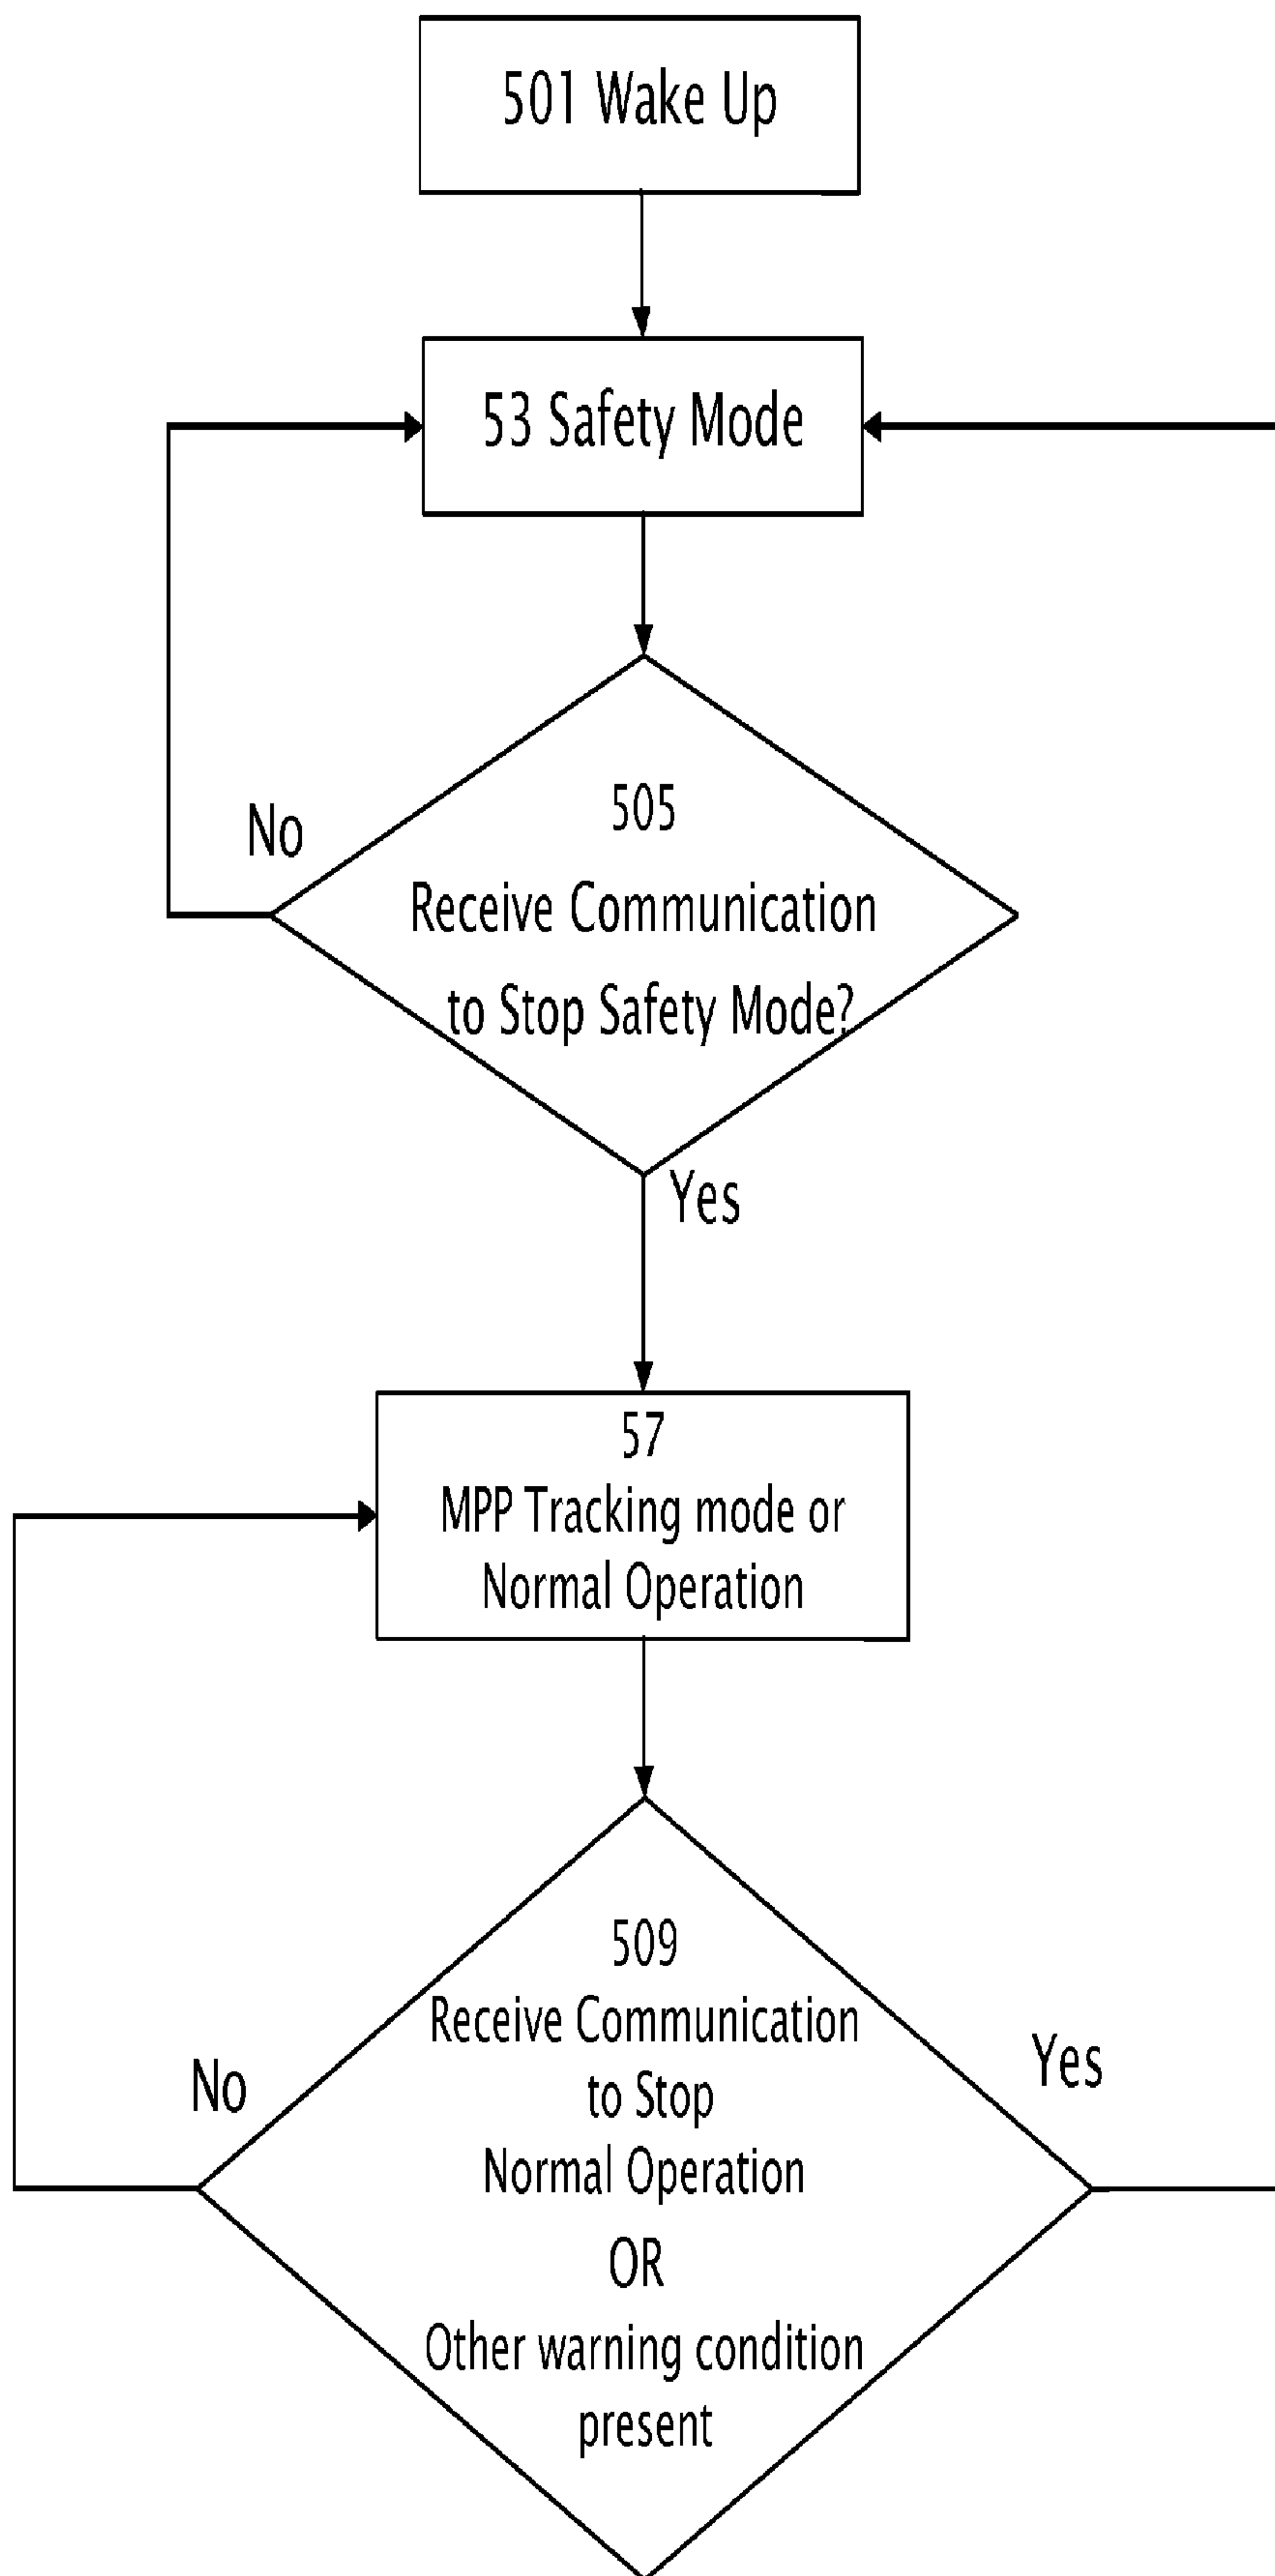 501 Wake Up
53 Safety Mode
505
Receive Communication
to Stop Safety Mode?
No
Yes
57
MPP Tracking mode or
Normal Operation
509
Receive Communication
to Stop
Normal Operation
OR
Other warning condition
present
No
Yes